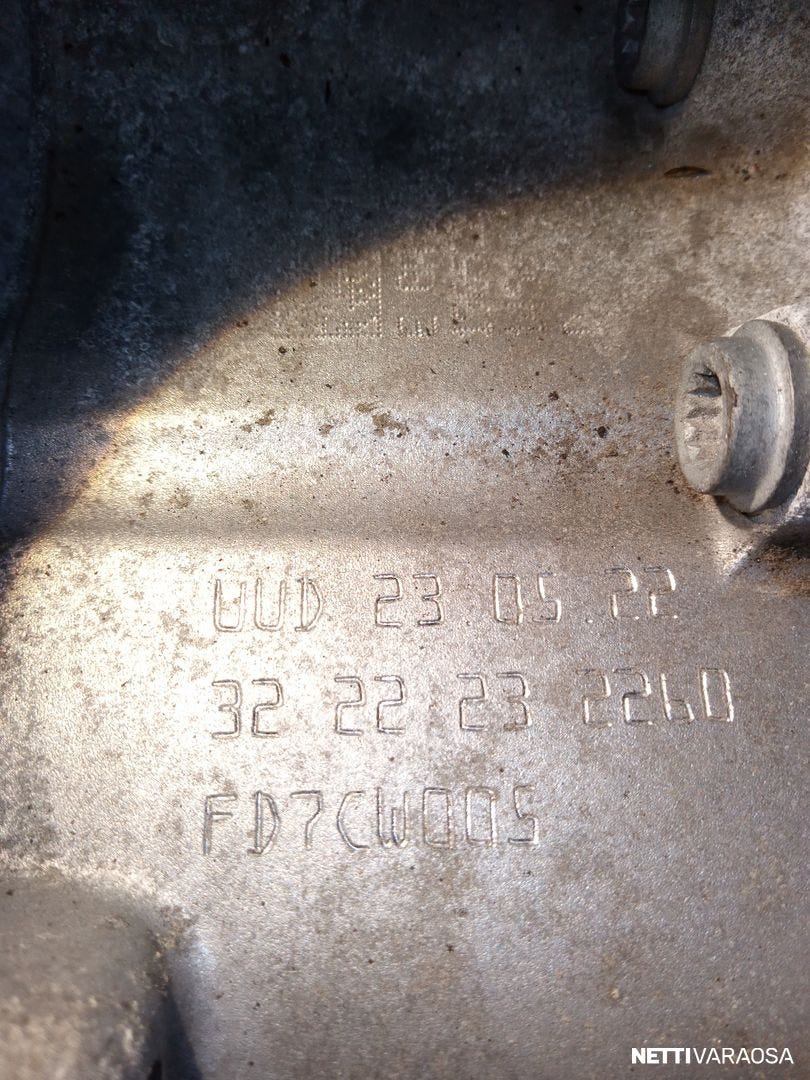 UUD 23.05.22
32 22 23 2260
FD7CW005
NETTIVARAOSA